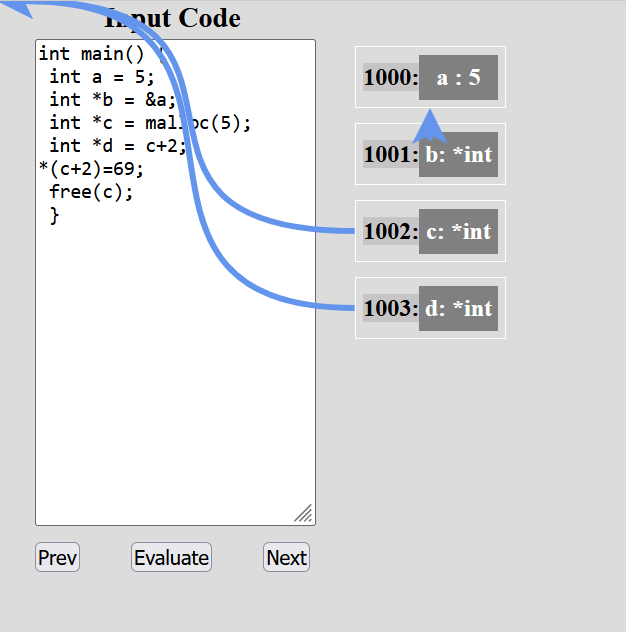 Input Code
int main() {
int a = 5;
int *b = &a;
int *c = malloc(5);
int *d = c+2;
*(c+2)=69;
free(c);
}
1000: a : 5
1001: b: *int
1002: c: *int
1003: d: *int
Prev Evaluate Next